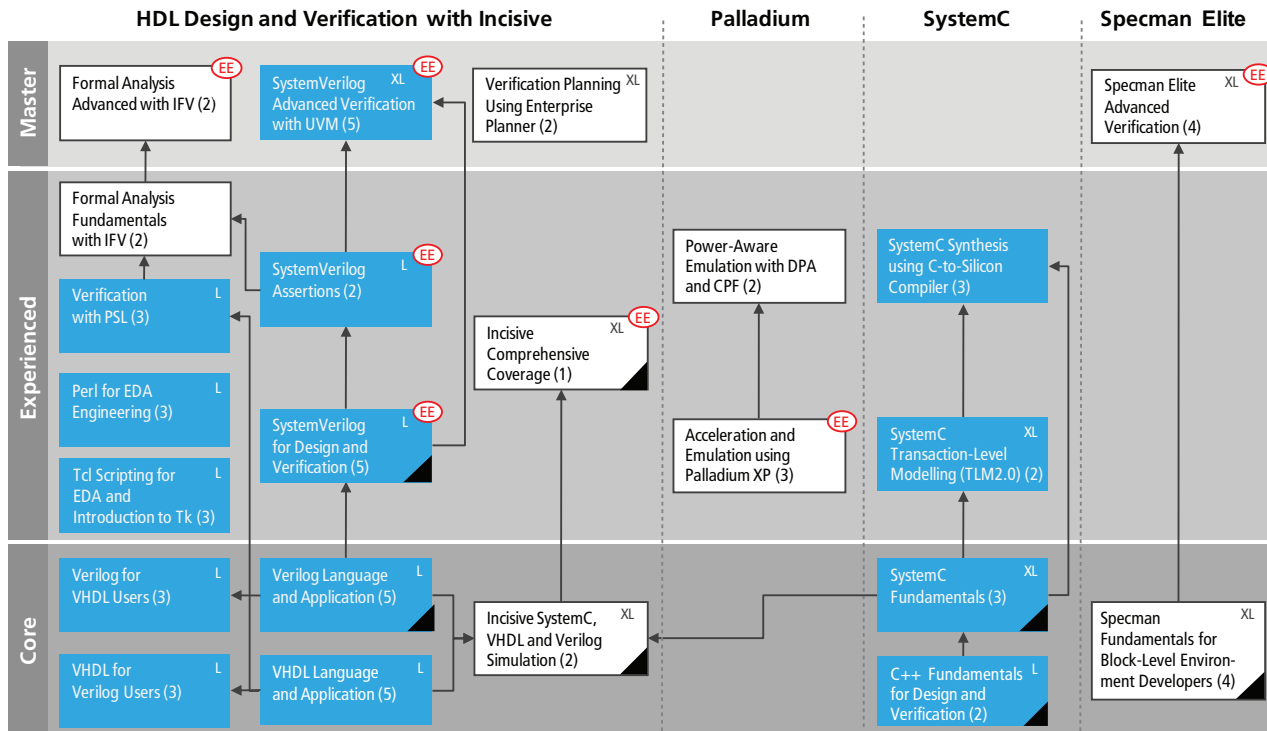 HDL Design and Verification with Incisive
Palladium
SystemC
Specman Elite
Master
Formal Analysis
Advanced with IFV (2)
EE
SystemVerilog
Advanced Verification
with UVM (5)
XL
EE
Verification Planning
Using Enterprise
Planner (2)
XL
Specman Elite
Advanced
Verification (4)
XL
EE
Experienced
Formal Analysis
Fundamentals
with IFV (2)
SystemVerilog
Assertions (2)
L
EE
Power-Aware
Emulation with DPA
and CPF (2)
SystemC Synthesis
using C-to-Silicon
Compiler (3)
Verification
with PSL (3)
L
Incisive
Comprehensive
Coverage (1)
XL
EE
Perl for EDA
Engineering (3)
L
SystemVerilog
for Design and
Verification (5)
L
EE
Acceleration and
Emulation using
Palladium XP (3)
EE
SystemC
Transaction-Level
Modelling (TLM2.0) (2)
XL
Tcl Scripting for
EDA and
Introduction to Tk (3)
L
Core
Verilog for
VHDL Users (3)
L
Verilog Language
and Application (5)
L
Incisive SystemC,
VHDL and Verilog
Simulation (2)
XL
SystemC
Fundamentals (3)
XL
Specman
Fundamentals for
Block-Level Environ-
ment Developers (4)
XL
VHDL for
Verilog Users (3)
L
VHDL Language
and Application (5)
L
C++ Fundamentals
for Design and
Verification (2)
L